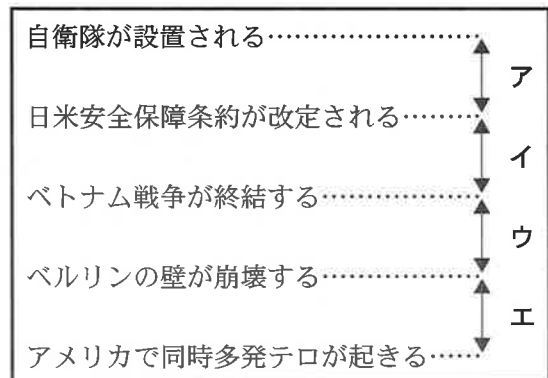 自衛隊が設置される……………………
ア
日米安全保障条約が改定される………
イ
ベトナム戦争が終結する………………
ウ
ベルリンの壁が崩壊する………………
エ
アメリカで同時多発テロが起きる……